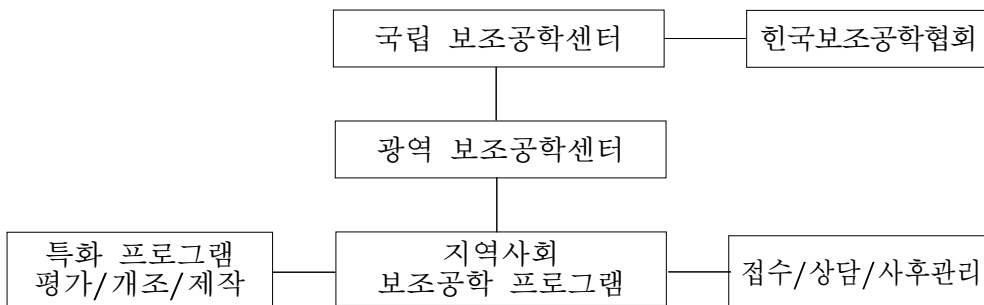 국립 보조공학센터
힌국보조공학협회
광역 보조공학센터
특화 프로그램
평가/개조/제작
지역사회
보조공학 프로그램
접수/상담/사후관리